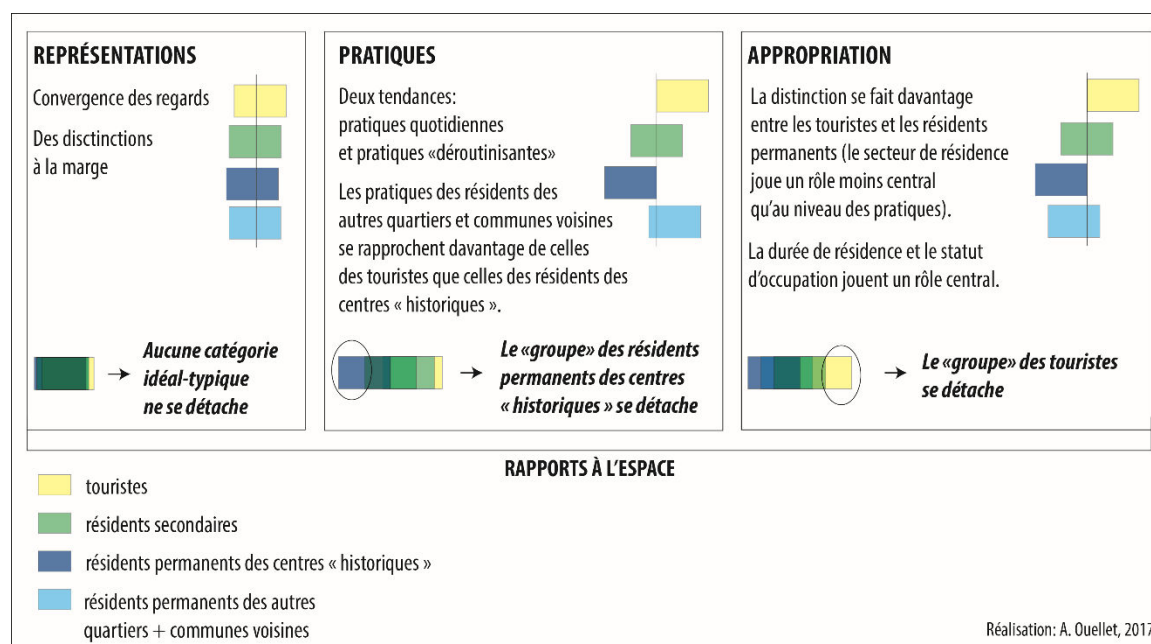 REPRÉSENTATIONS
Convergence des regards
Des disctinctions
à la marge
Aucune catégorie
idéal-typique
ne se détache
PRATIQUES
Deux tendances:
pratiques quotidiennes
et pratiques «déroutinisantes»
Les pratiques des résidents des
autres quartiers et communes voisines
se rapprochent davantage de celles
des touristes que celles des résidents des
centres « historiques ».
Le «groupe» des résidents
permanents des centres
« historiques » se détache
APPROPRIATION
La distinction se fait davantage
entre les touristes et les résidents
permanents (le secteur de résidence
joue un rôle moins central
qu'au niveau des pratiques).
La durée de résidence et le statut
d'occupation jouent un rôle central.
Le «groupe» des touristes
se détache
RAPPORTS À L'ESPACE
touristes
résidents secondaires
résidents permanents des centres « historiques »
résidents permanents des autres
quartiers + communes voisines
Réalisation: A. Ouellet, 2017